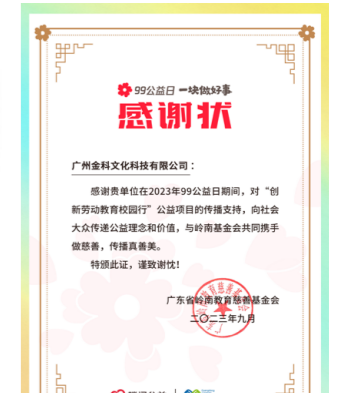 99公益日 一块做好事
感谢状
广州金科文化科技有限公司：
感谢贵单位在2023年99公益日期间，对“创
新劳动教育校园行”公益项目的传播支持，向社会
大众传递公益理念和价值，与岭南基金会共同携手
做慈善，传播真善美。
特颁此证，谨致谢忱！
广东省岭南教育慈善基金会
二〇二三年九月